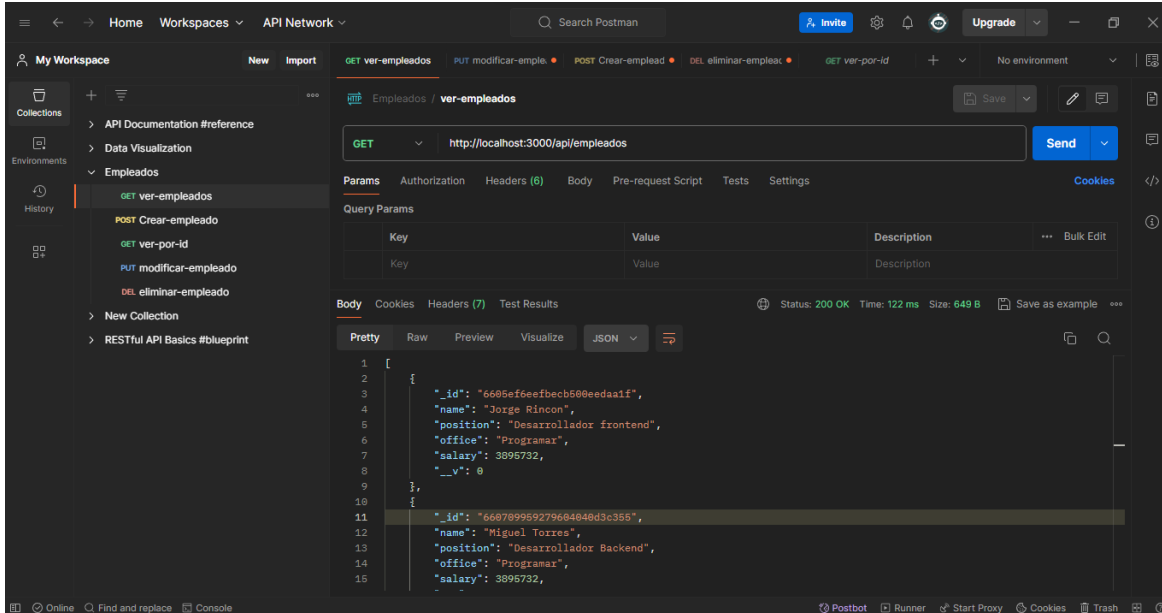 Home Workspaces API Network Search Postman Invite Upgrade
My Workspace New Import GET ver-empleados PUT modificar-emple. POST Crear-emplead DEL eliminar-empleac GET ver-por-id No environment
Collections
Environments
History
API Documentation #reference
Data Visualization
Empleados
GET ver-empleados
POST Crear-empleado
GET ver-por-id
PUT modificar-empleado
DEL eliminar-empleado
New Collection
RESTful API Basics #blueprint
HTTP Empleados / ver-empleados Save
GET http://localhost:3000/api/empleados Send
Params Authorization Headers (6) Body Pre-request Script Tests Settings Cookies
Query Params
Key Value Description Bulk Edit
Key Value Description
Body Cookies Headers (7) Test Results Status: 200 OK Time: 122 ms Size: 649 B Save as example
Pretty Raw Preview Visualize JSON
1 [
2 {
3 "_id": "6605ef6eefbecb500eedaa1f",
4 "name": "Jorge Rincon",
5 "position": "Desarrollador frontend",
6 "office": "Programar",
7 "salary": 3895732,
8 "__v": 0
9 },
10 {
11 "_id": "660789959279604040d3c355",
12 "name": "Miguel Torres",
13 "position": "Desarrollador Backend",
14 "office": "Programar",
15 "salary": 3895732,
Online Find and replace Console Postbot Runner Start Proxy Cookies Trash